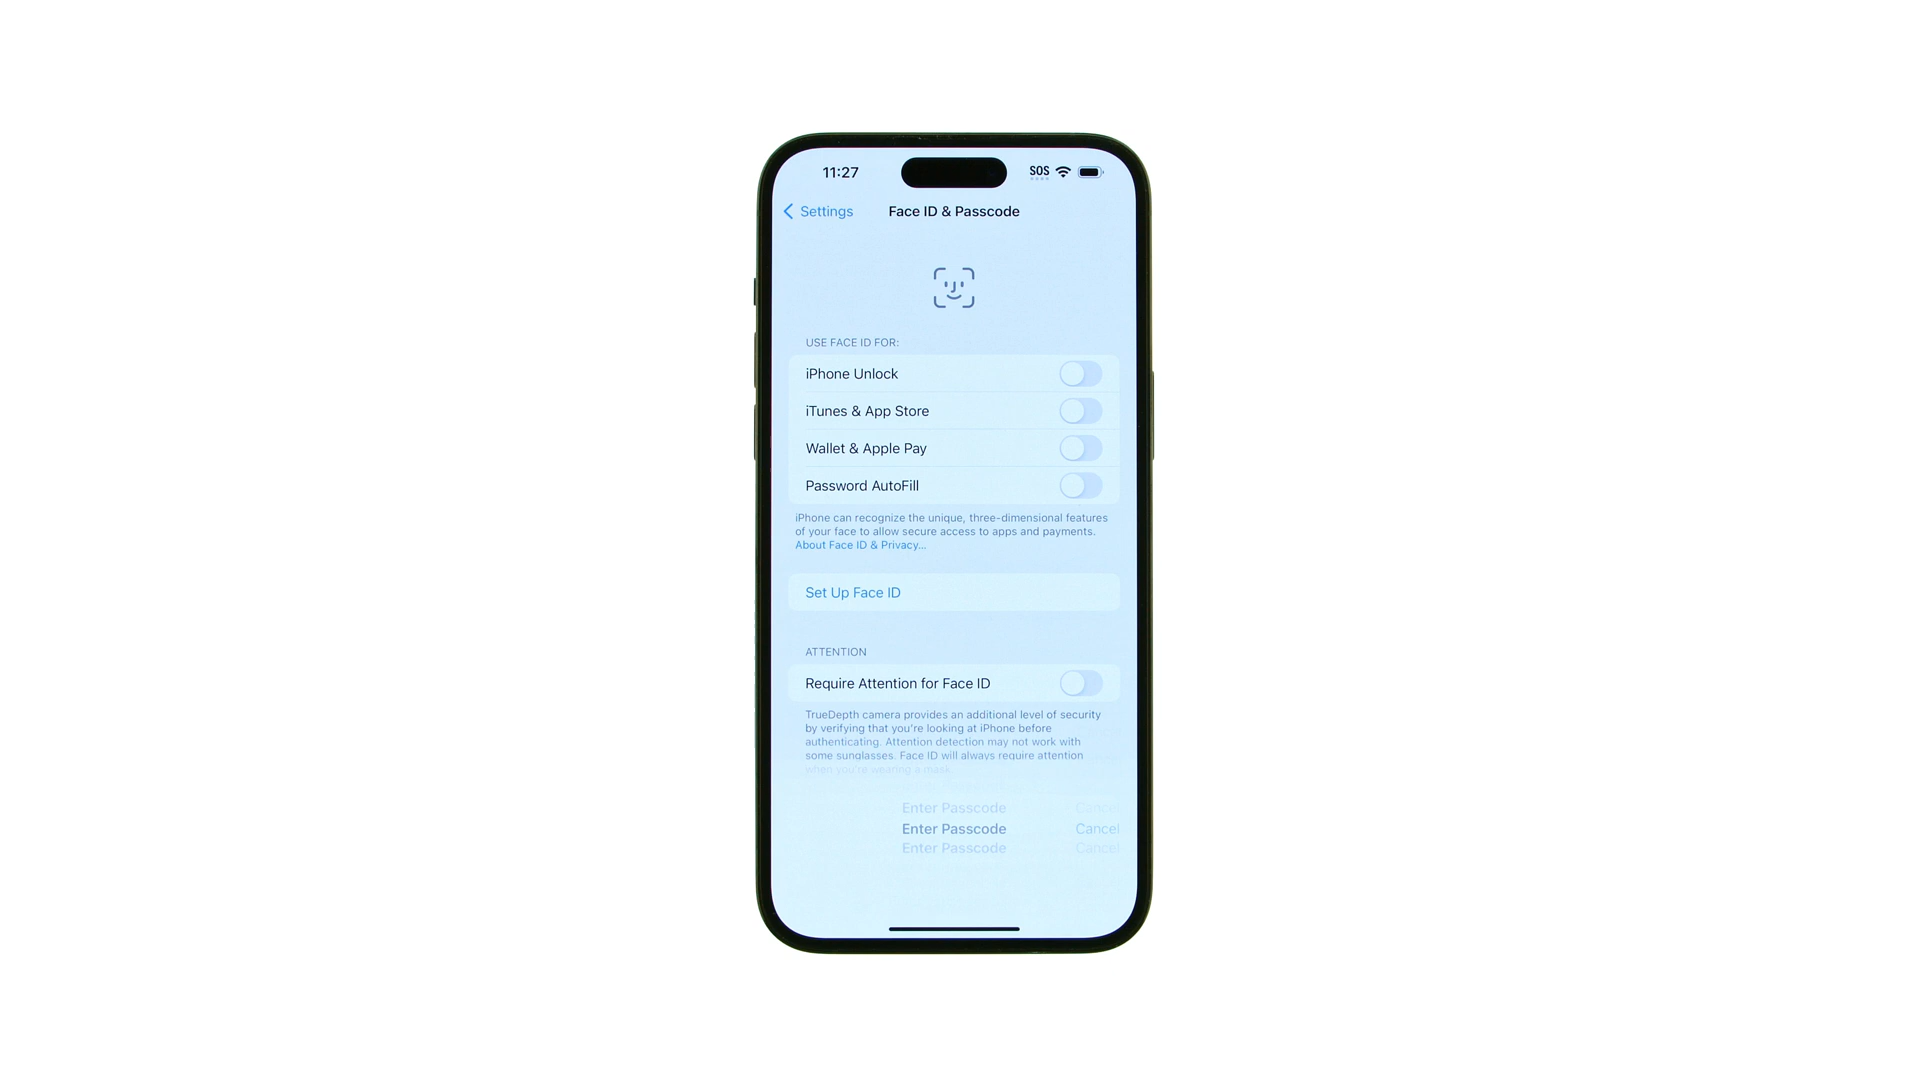 11:27
SOS
Settings
Face ID & Passcode
USE FACE ID FOR:
iPhone Unlock
iTunes & App Store
Wallet & Apple Pay
Password AutoFill
iPhone can recognize the unique, three-dimensional features
of your face to allow secure access to apps and payments.
About Face ID & Privacy...
Set Up Face ID
ATTENTION
Require Attention for Face ID
TrueDepth camera provides an additional level of security
by verifying that you're looking at iPhone before
authenticating. Attention detection may not work with
some sunglasses. Face ID will always require attention
when you're wearing a mask.
Enter Passcode Cancel
Enter Passcode Cancel
Enter Passcode Cancel